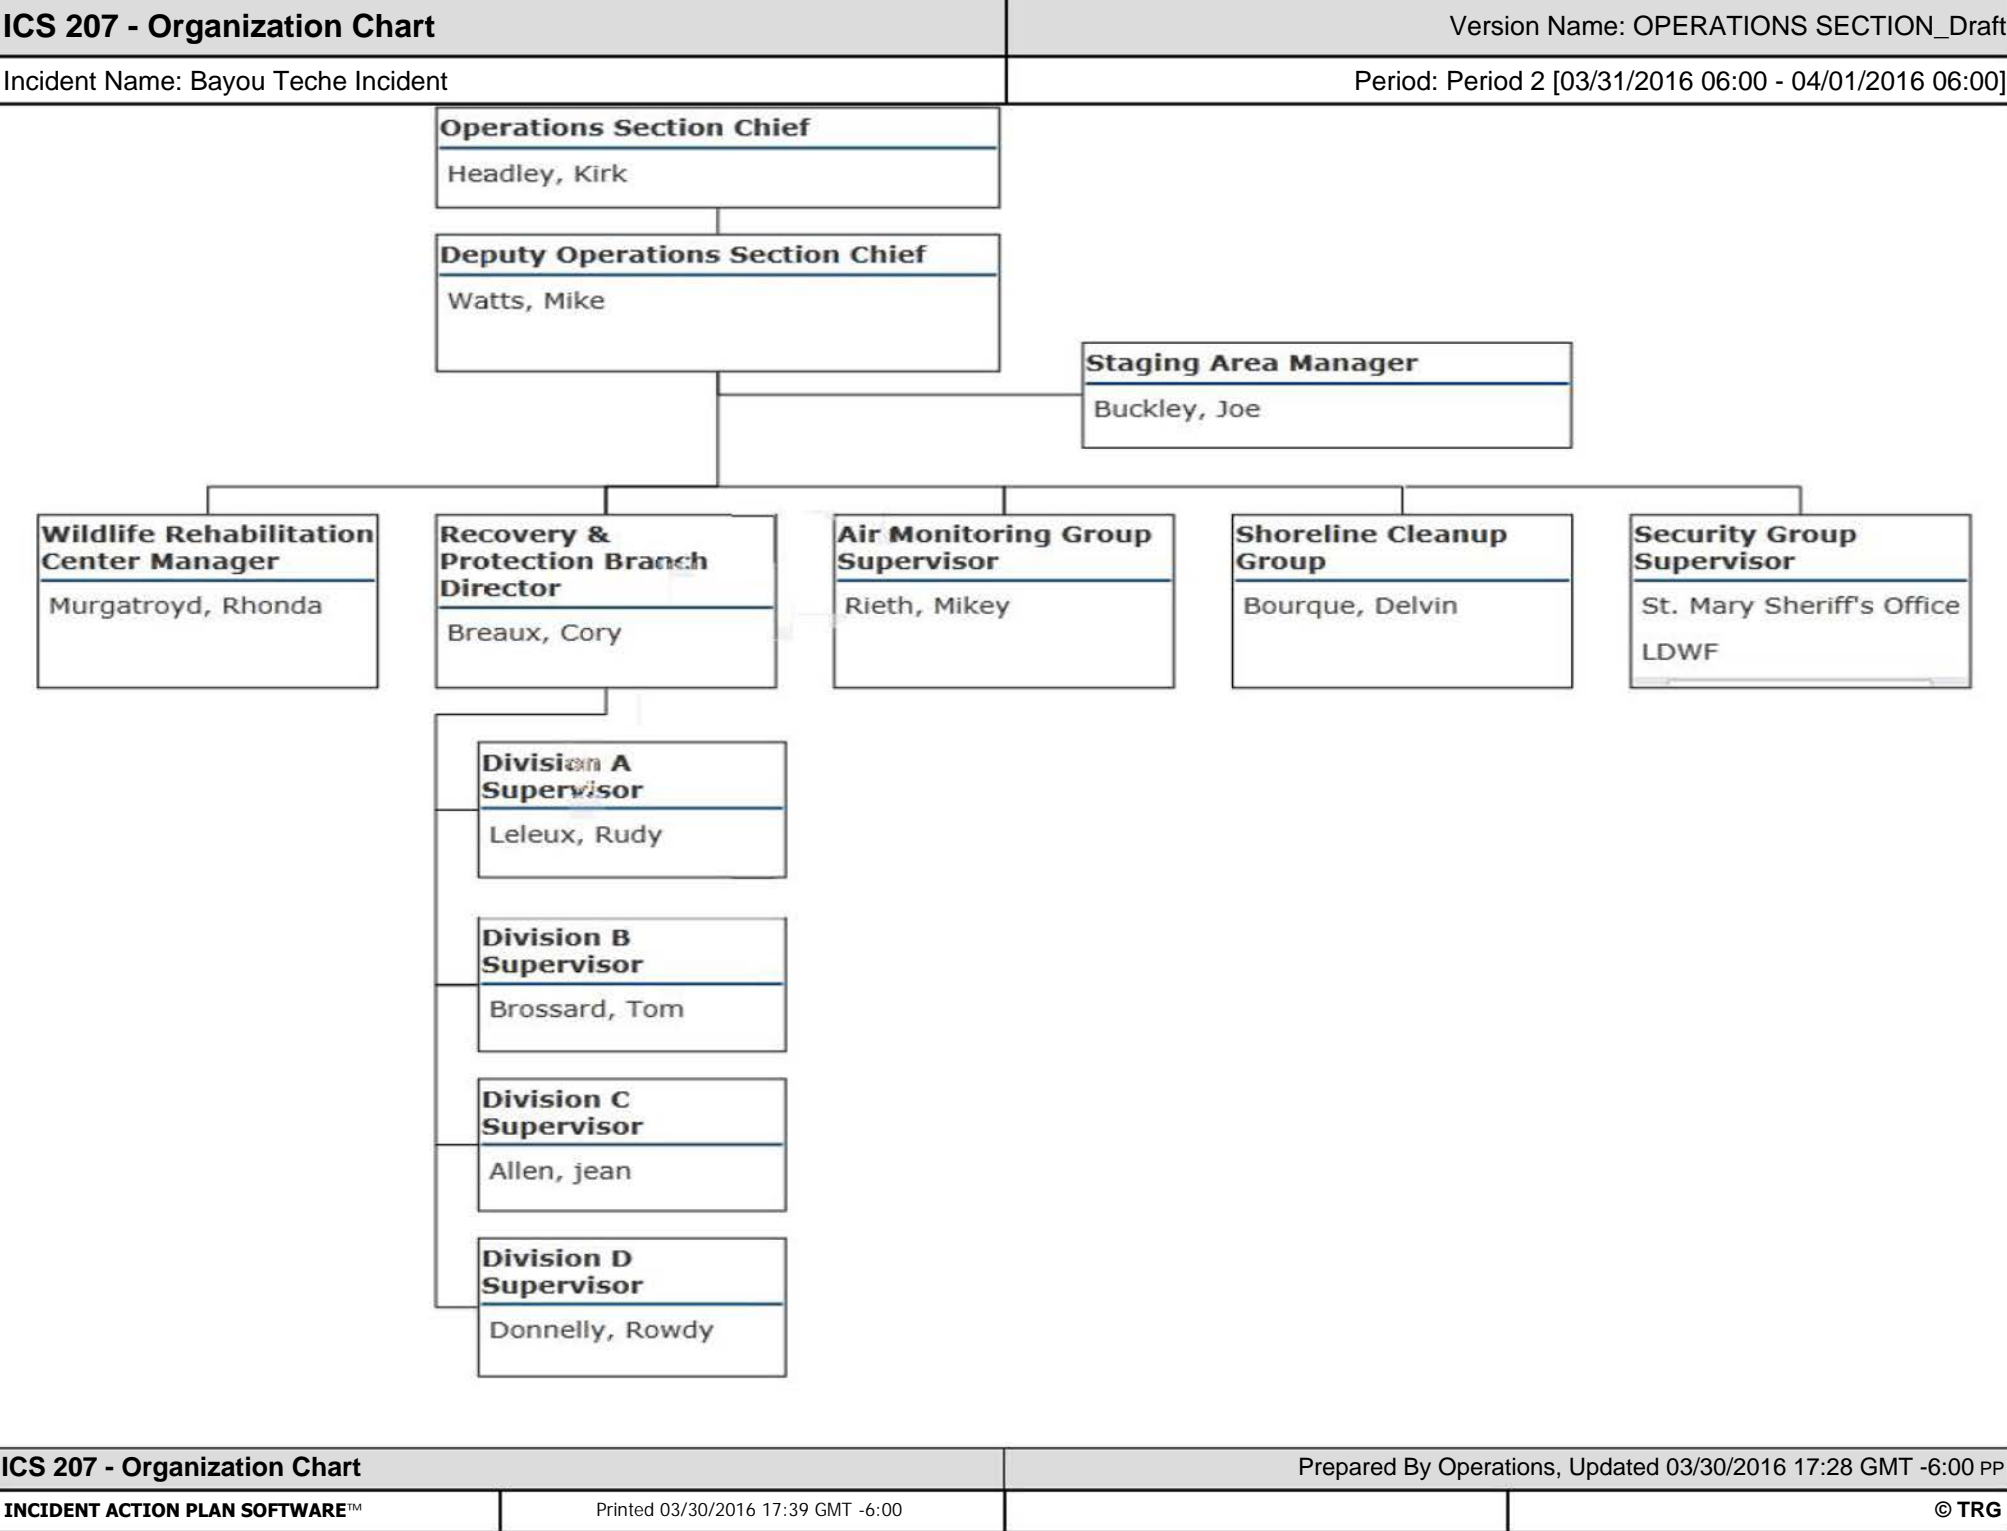 ICS 207 - Organization Chart
Version Name: OPERATIONS SECTION_Draft
Incident Name: Bayou Teche Incident
Period: Period 2 [03/31/2016 06:00 - 04/01/2016 06:00]
Operations Section Chief
Headley, Kirk
Deputy Operations Section Chief
Watts, Mike
Staging Area Manager
Buckley, Joe
Wildlife Rehabilitation
Center Manager
Murgatroyd, Rhonda
Recovery &
Protection Branch
Director
Breaux, Cory
Air Monitoring Group
Supervisor
Rieth, Mikey
Shoreline Cleanup
Group
Bourque, Delvin
Security Group
Supervisor
St. Mary Sheriff's Office
LDWF
Division A
Supervisor
Leleux, Rudy
Division B
Supervisor
Brossard, Tom
Division C
Supervisor
Allen, jean
Division D
Supervisor
Donnelly, Rowdy
ICS 207 - Organization Chart
Prepared By Operations, Updated 03/30/2016 17:28 GMT -6:00 PP
INCIDENT ACTION PLAN SOFTWARE™
Printed 03/30/2016 17:39 GMT -6:00
© TRG